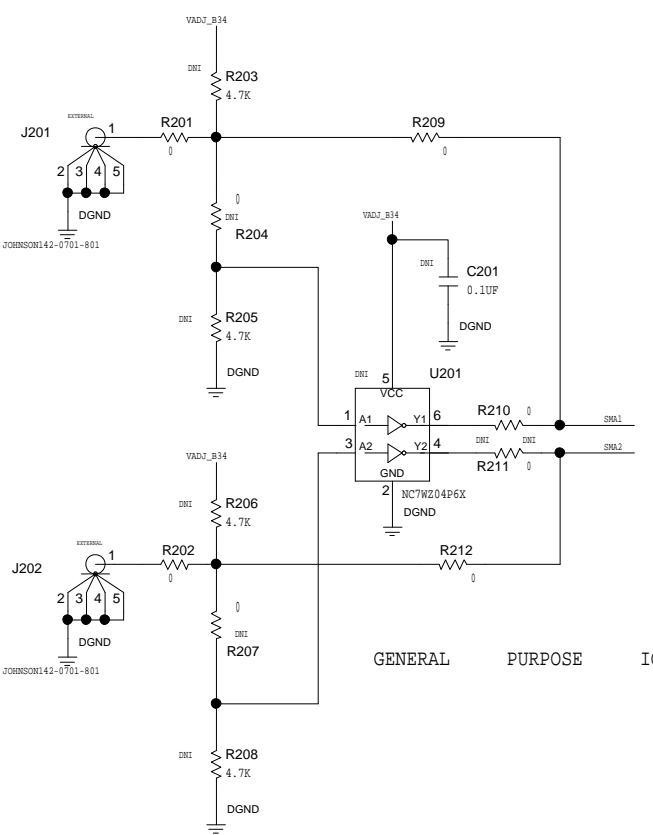 VADJ_B34
DNI
R203
4.7K
EXTERNAL
J201
1
R201
0
R209
0
2 3 4 5
DGND
JOHNSON142-0701-801
0
DNI
R204
VADJ_B34
DNI
C201
0.1UF
DGND
DNI
R205
4.7K
DGND
DNI
5
U201
VCC
1 A1 Y1 6
R210 0
SMA1
3 A2 Y2 4
DNI DNI
SMA2
R211 0
GND
2
NC7WZ04P6X
DGND
VADJ_B34
DNI
R206
4.7K
EXTERNAL
J202
1
R202
0
R212
0
2 3 4 5
DGND
JOHNSON142-0701-801
0
DNI
R207
GENERAL PURPOSE
DNI
R208
4.7K
DGND